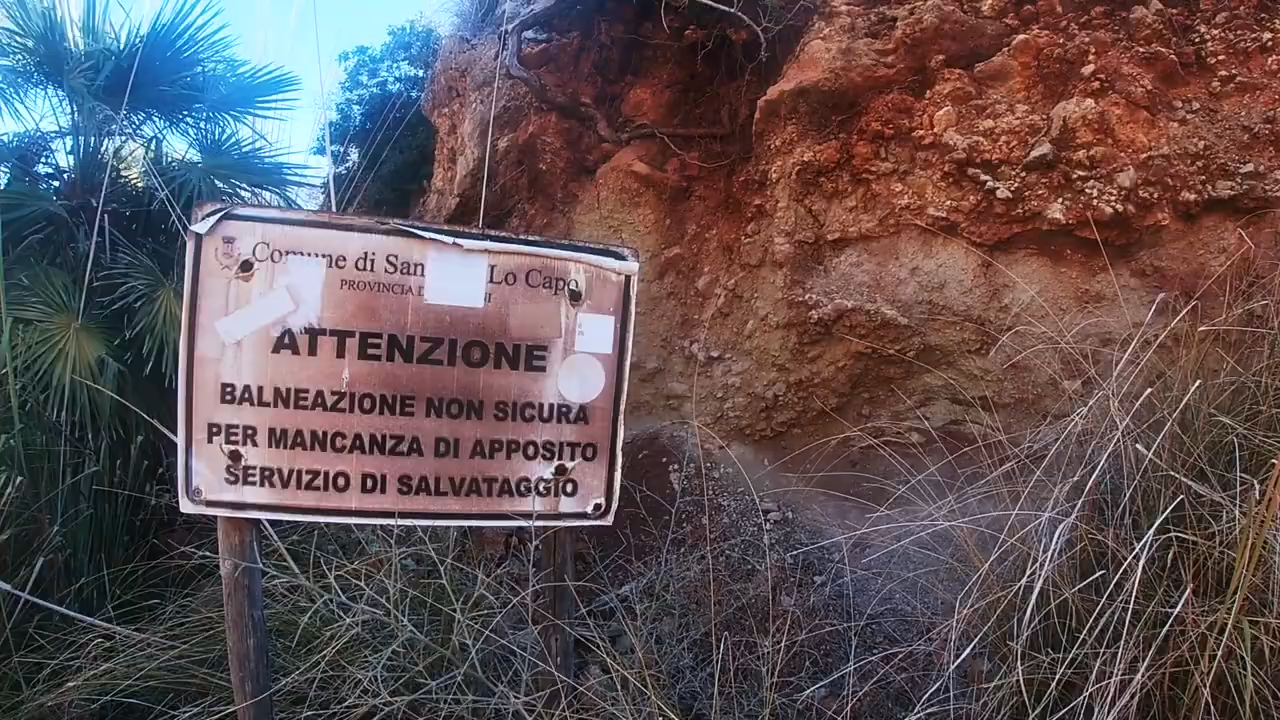 Comune di San Lo Capo
PROVINCIA
ATTENZIONE
BALNEAZIONE NON SICURA
PER MANCANZA DI APPOSITO
SERVIZIO DI SALVATAGGIO